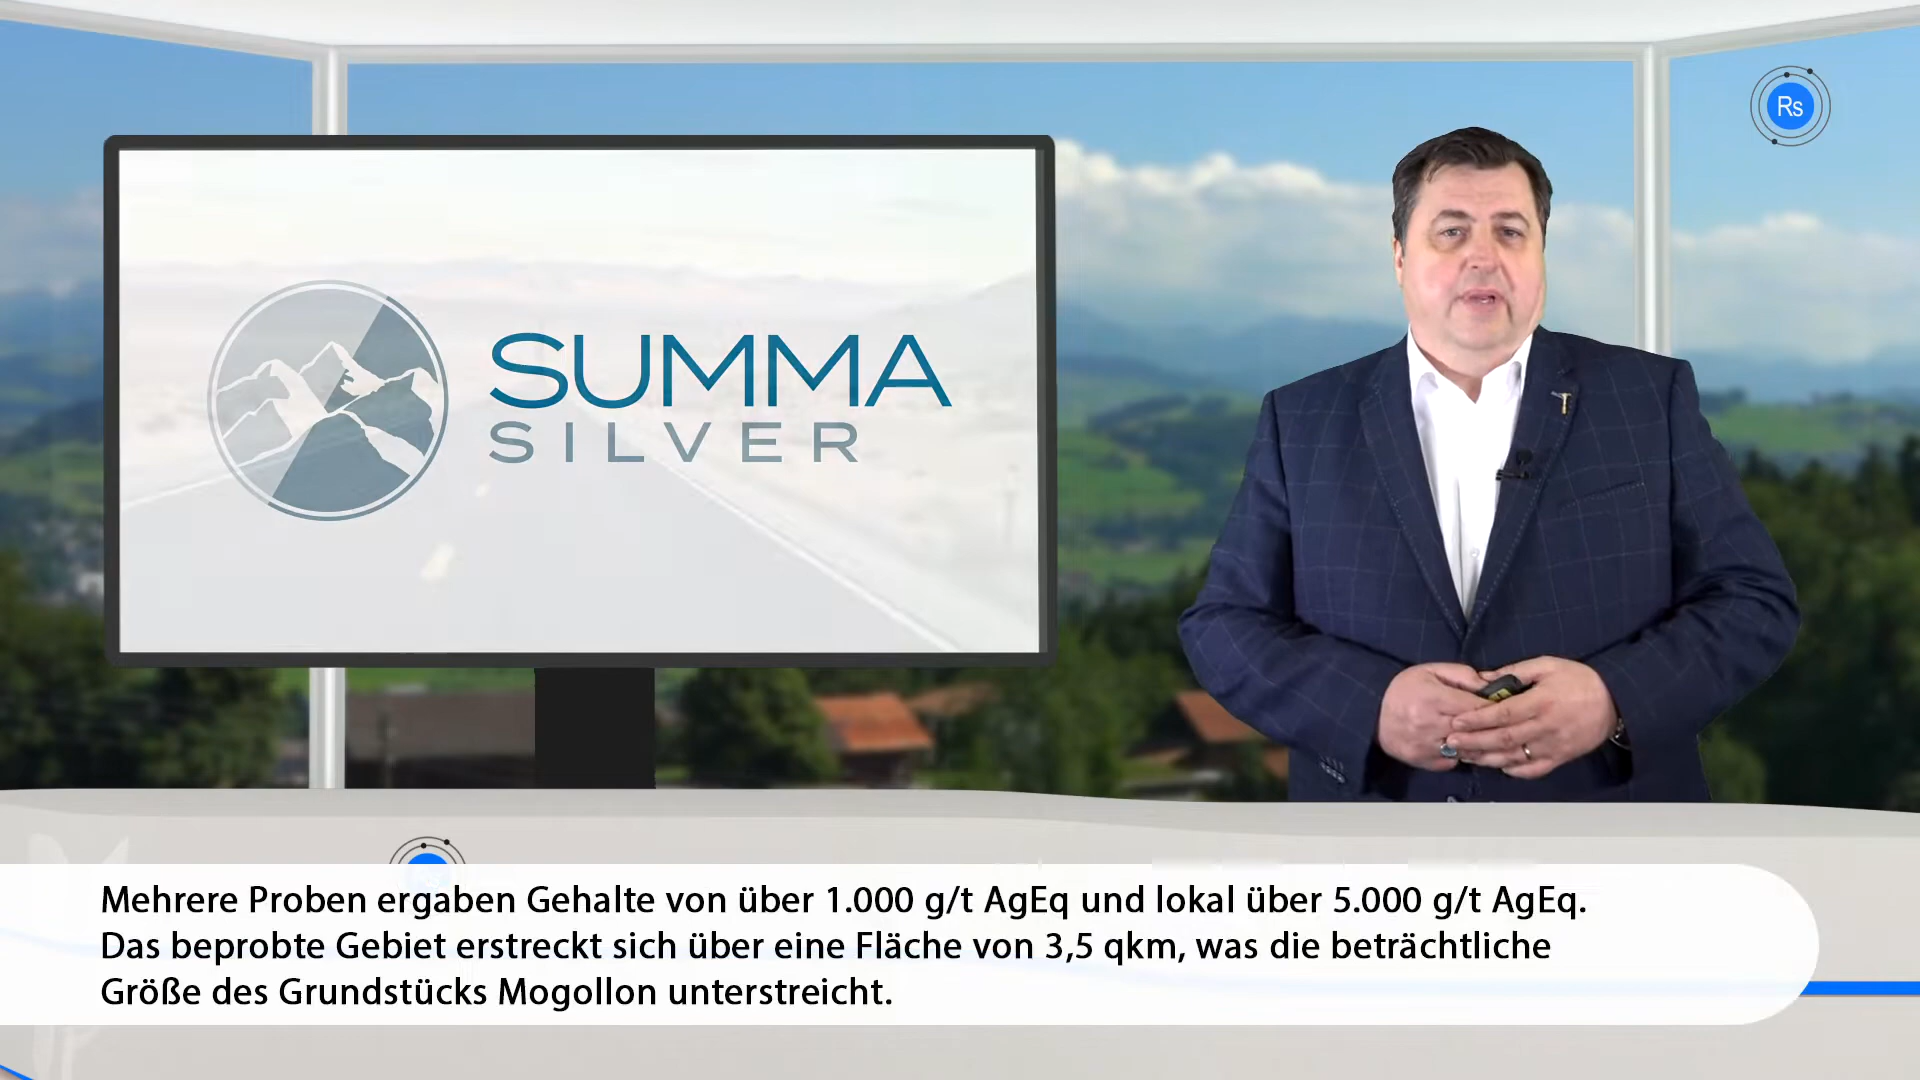 Rs
SUMMA
SILVER
Mehrere Proben ergaben Gehalte von über 1.000 g/t AgEq und lokal über 5.000 g/t AgEq.
Das beprobte Gebiet erstreckt sich über eine Fläche von 3,5 qkm, was die beträchtliche
Größe des Grundstücks Mogollon unterstreicht.